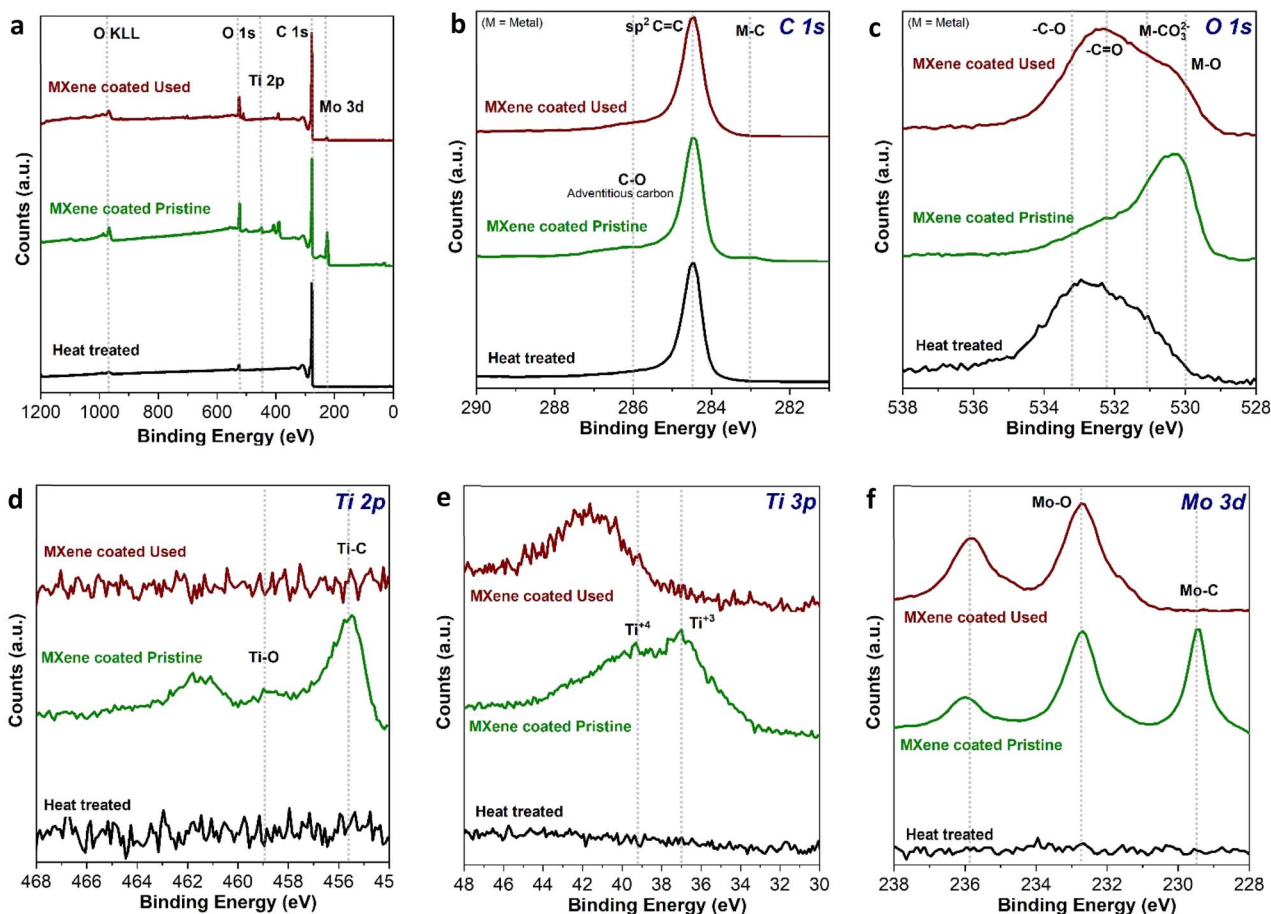 a
O KLL
O 1s
C 1s
Ti 2p
MXene coated Used
Mo 3d
MXene coated Pristine
Heat treated
Counts (a.u.)
1200 1000 800 600 400 200 0
Binding Energy (eV)
b
(M = Metal)
sp² C=C
C 1s
M-C
MXene coated Used
C-O
Adventitious carbon
MXene coated Pristine
Heat treated
Counts (a.u.)
290 288 286 284 282
Binding Energy (eV)
c
(M = Metal)
O 1s
-C-O
M-CO₃²⁻
-C=O
M-O
MXene coated Used
MXene coated Pristine
Heat treated
Counts (a.u.)
538 536 534 532 530 528
Binding Energy (eV)
d
Ti 2p
MXene coated Used
Ti-C
MXene coated Pristine
Ti-O
Heat treated
Counts (a.u.)
468 466 464 462 460 458 456 45
Binding Energy (eV)
e
Ti 3p
MXene coated Used
Ti⁺⁴
Ti⁺³
MXene coated Pristine
Heat treated
Counts (a.u.)
48 46 44 42 40 38 36 34 32 30
Binding Energy (eV)
f
Mo 3d
Mo-O
Mo-C
MXene coated Used
MXene coated Pristine
Heat treated
Counts (a.u.)
238 236 234 232 230 228
Binding Energy (eV)